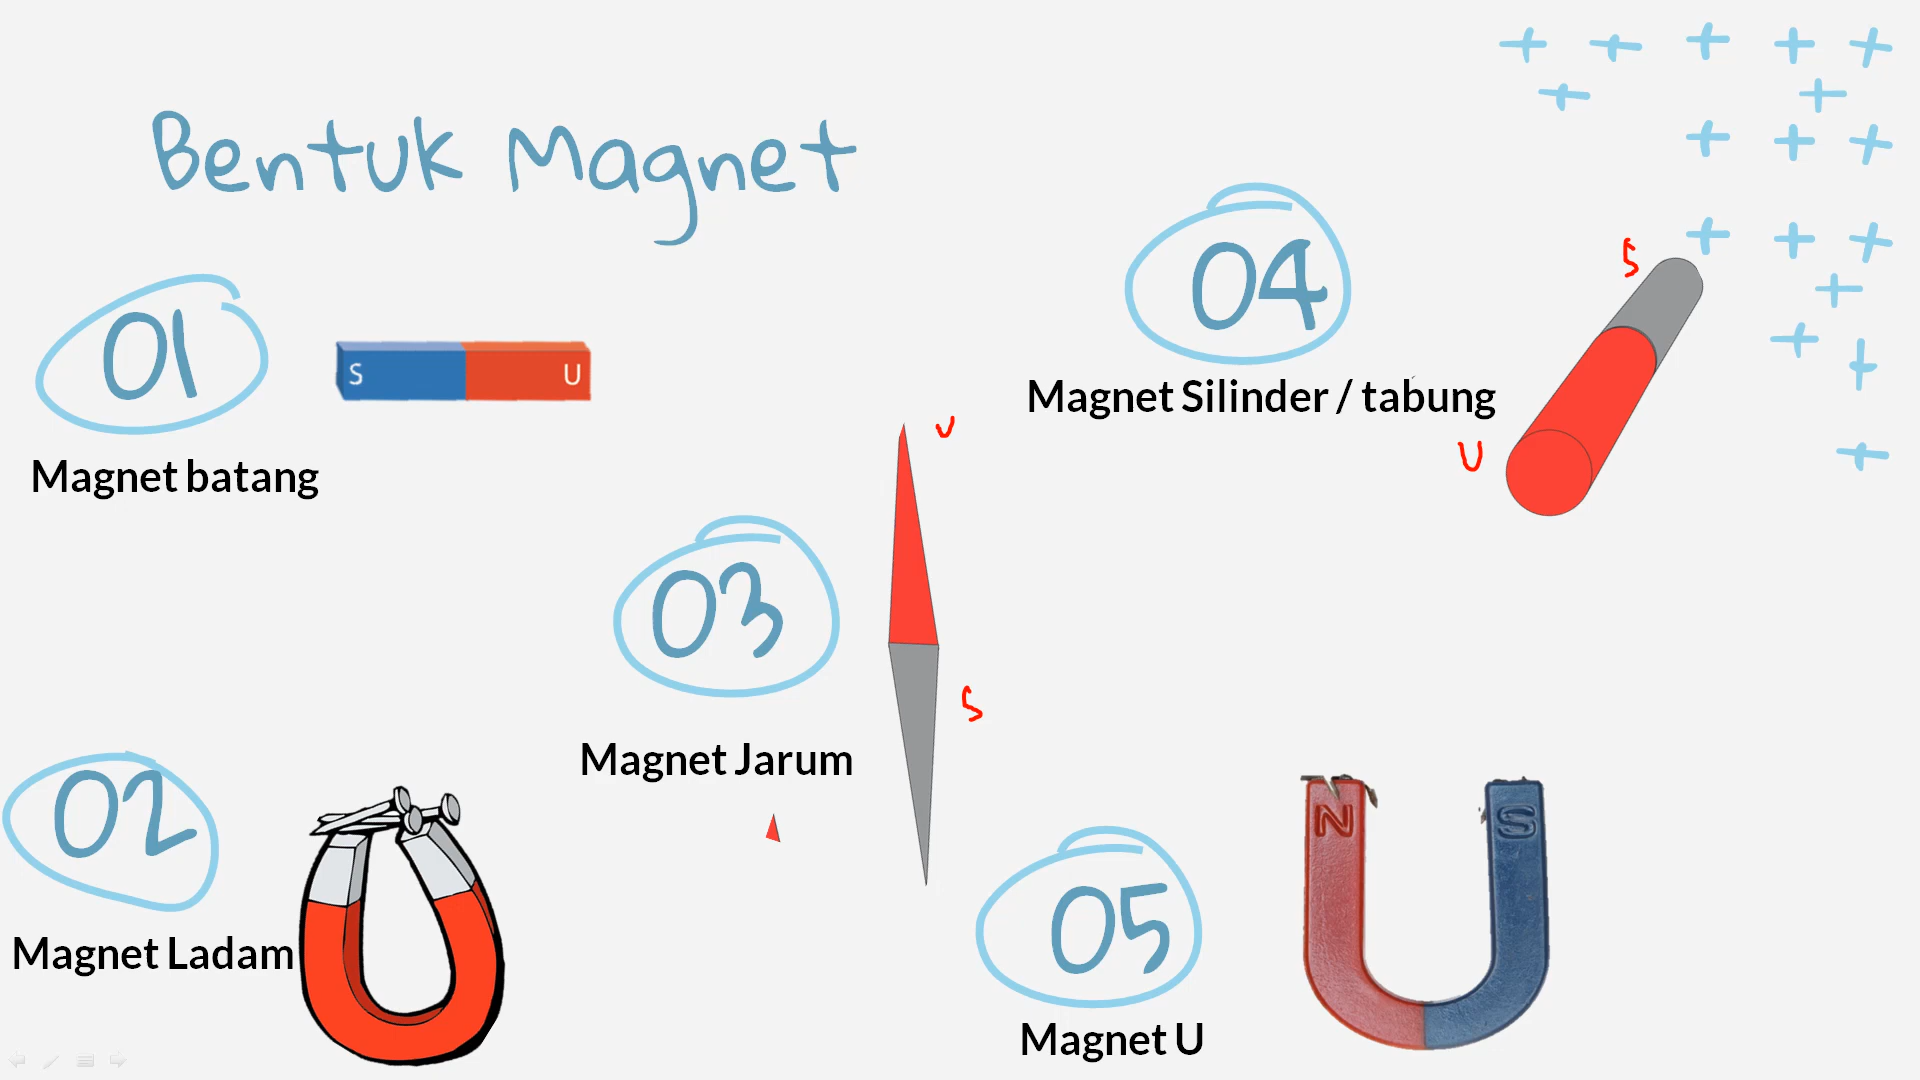 Bentuk Magnet
01
S U
Magnet batang
02
Magnet Ladam
03
U
S
Magnet Jarum
04
S
U
Magnet Silinder / tabung
05
N S
Magnet U